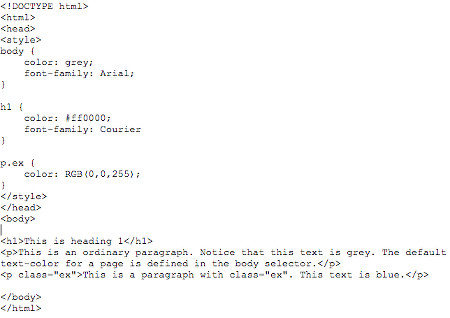 <!DOCTYPE html>
<html>
<head>
<style>
body {
    color: grey;
    font-family: Arial;
}

h1 {
    color: #ff0000;
    font-family: Courier
}

p.ex {
    color: RGB(0,0,255);
}
</style>
</head>
<body>

<h1>This is heading 1</h1>
<p>This is an ordinary paragraph. Notice that this text is grey. The default
text-color for a page is defined in the body selector.</p>
<p class="ex">This is a paragraph with class="ex". This text is blue.</p>

</body>
</html>